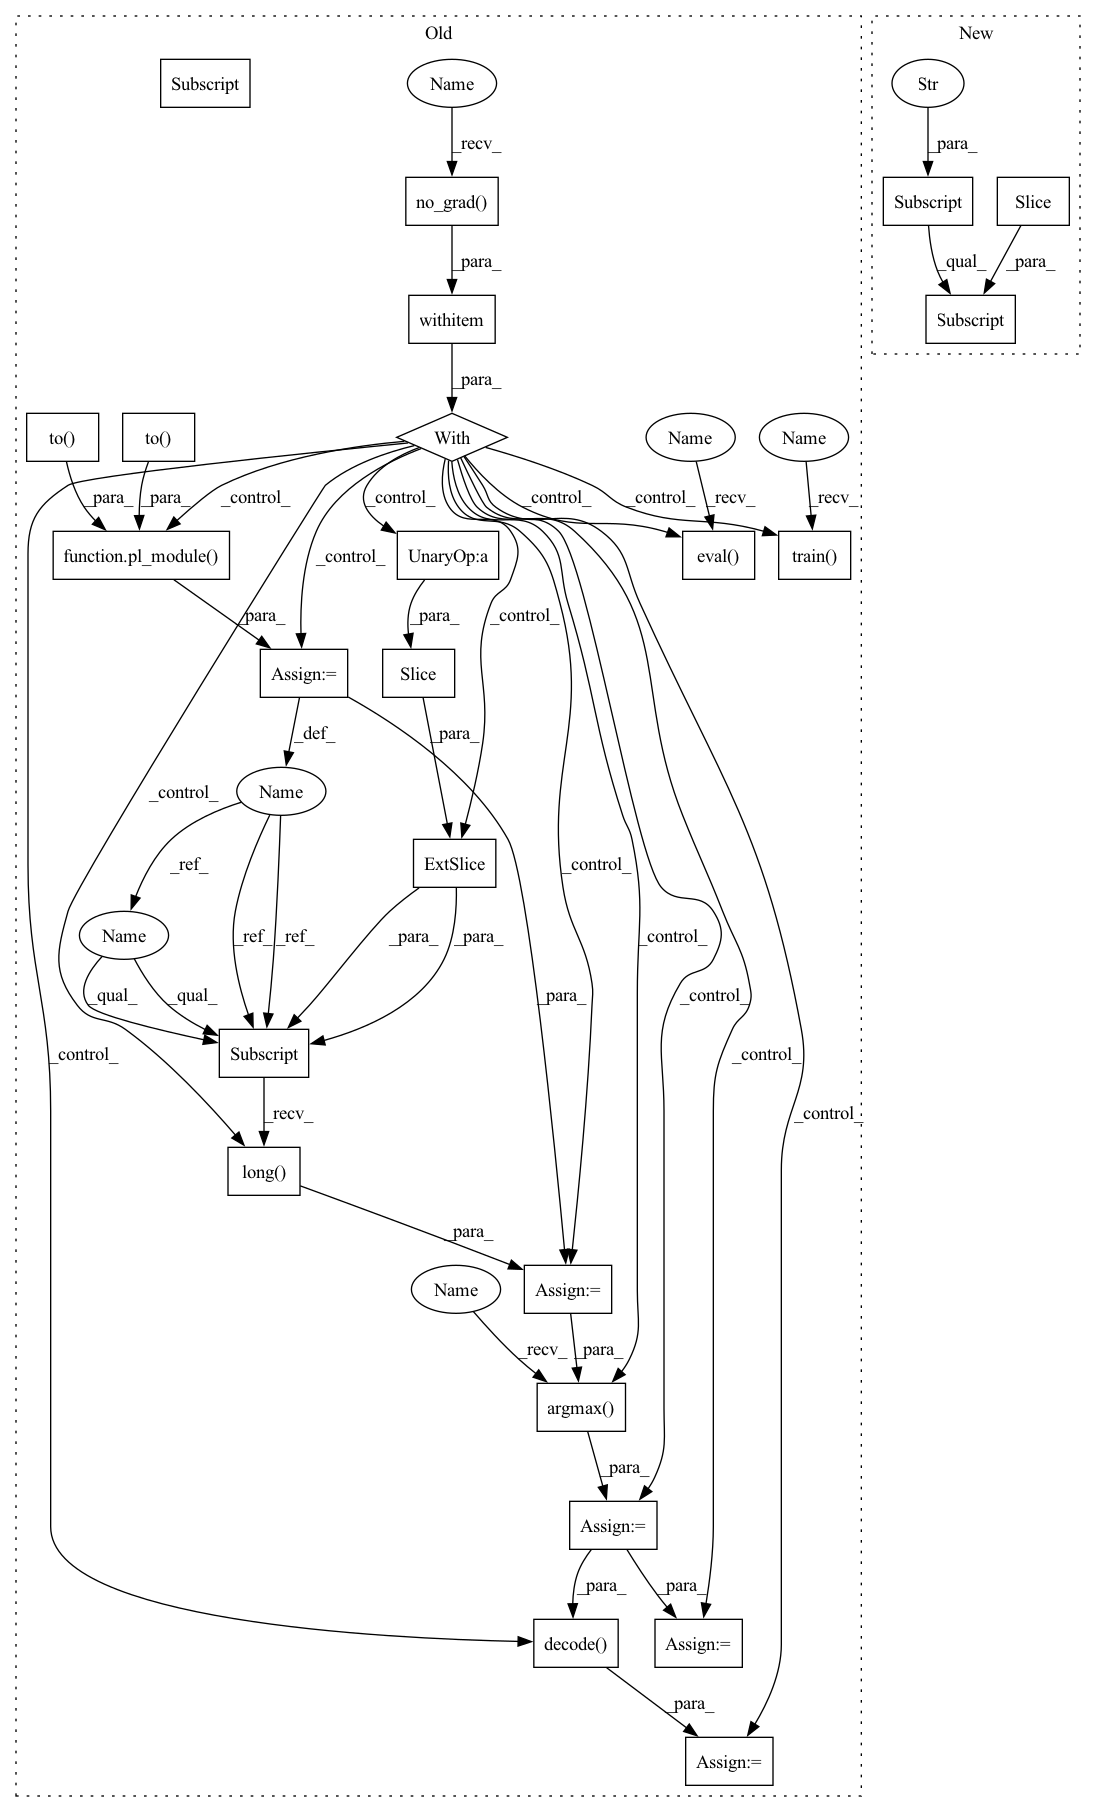 Old
New
Subscript
Name
Str
_recv_
_para_
no_grad()
Subscript
Slice
_para_
_qual_
_para_
withitem
Subscript
_para_
to()
to()
With
Name
Name
_para_
_para
_control_
_control_
_control_
_control_
_recv
_recv_
function.pl_module()
UnaryOp:a
eval()
train()
_control_
_para_
_para_
_control_
Assign:=
Slice
_def_
_para_
Name
_control_
_ref_
ExtSlice
_control_
Name
_ref_
_ref_
_para_
_para_
_control_
_qual_
_qual_
_para_
_control_
_control_
Subscript
_control_
_recv_
_control_
long()
_para_
Name
Assign:=
_recv_
_para_
argmax()
_para_
Assign:=
_para_
_para_
decode()
Assign:=
_para_
Assign:=